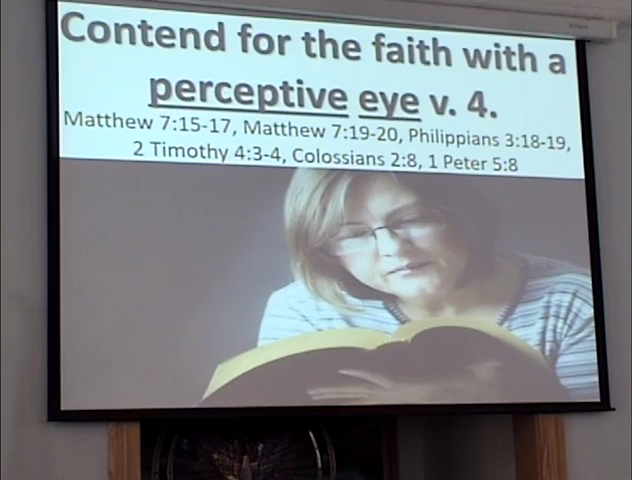 Contend for the faith with a
perceptive eye v. 4.
Matthew 7:15-17, Matthew 7:19-20, Philippians 3:18-19,
2 Timothy 4:3-4, Colossians 2:8, 1 Peter 5:8